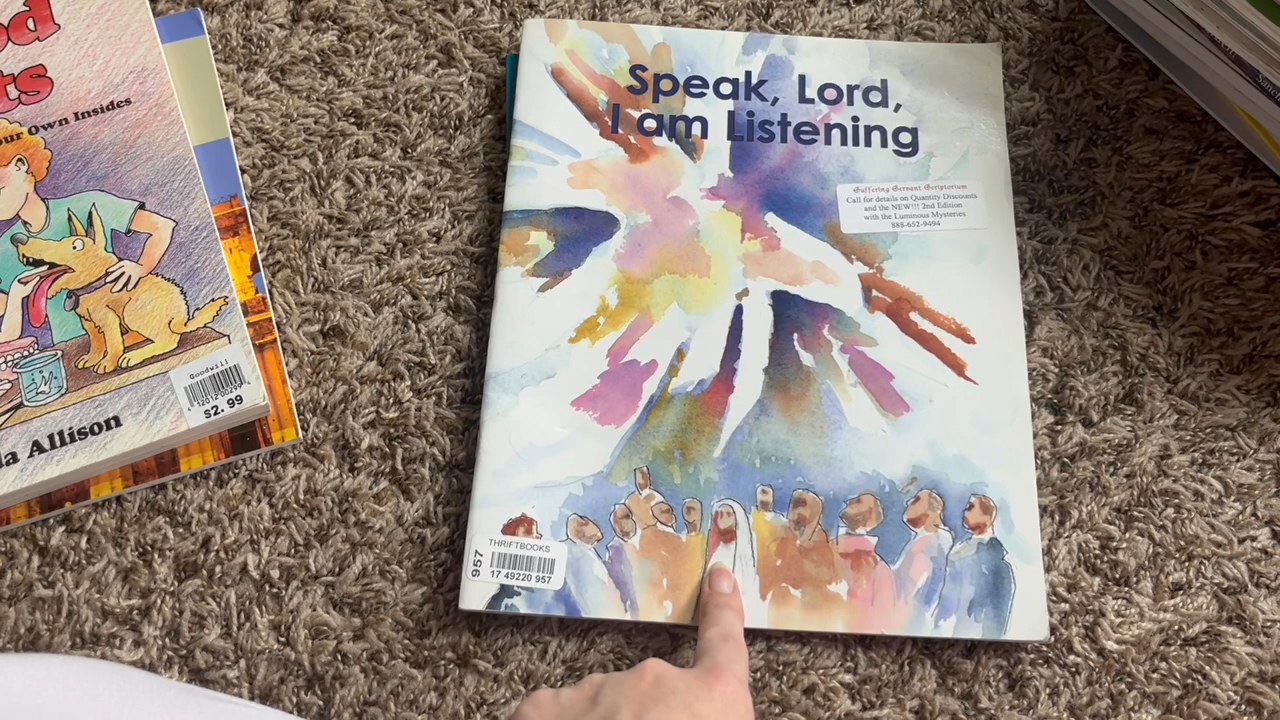 Speak, Lord,
I am Listening
Suffering Servant Scriptorium
Call for details on Quantity Discounts
and the NEW!!! 2nd Edition
with the Luminous Mysteries
888-652-9494
THRIFTBOOKS
957
17 49220 957
Own Insides
Goodwill
$2.99
Allison